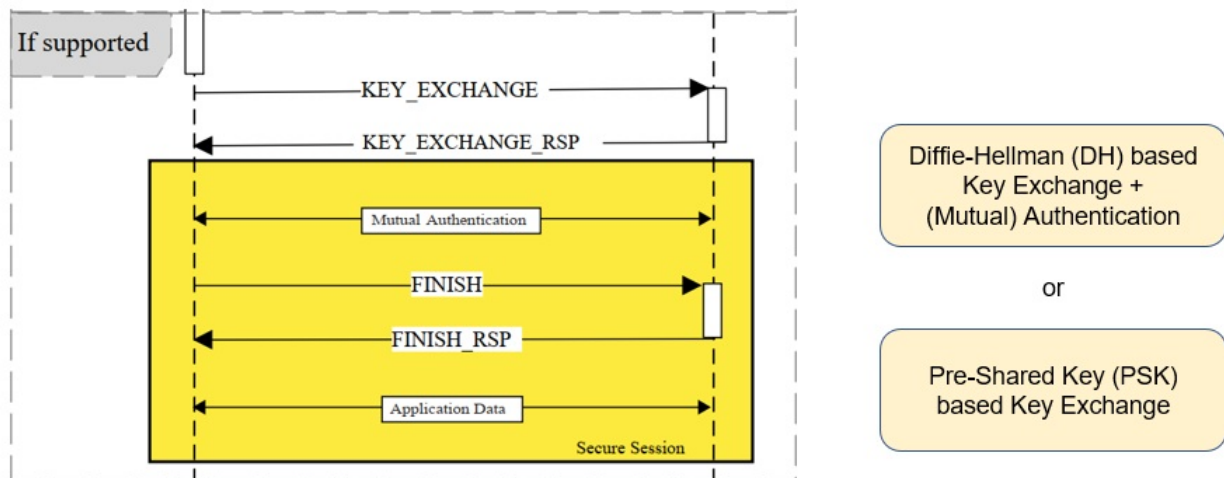 If supported
KEY_EXCHANGE
KEY_EXCHANGE_RSP
Mutual Authentication
FINISH
FINISH_RSP
Application Data
Secure Session
Diffie-Hellman (DH) based
Key Exchange +
(Mutual) Authentication
or
Pre-Shared Key (PSK)
based Key Exchange